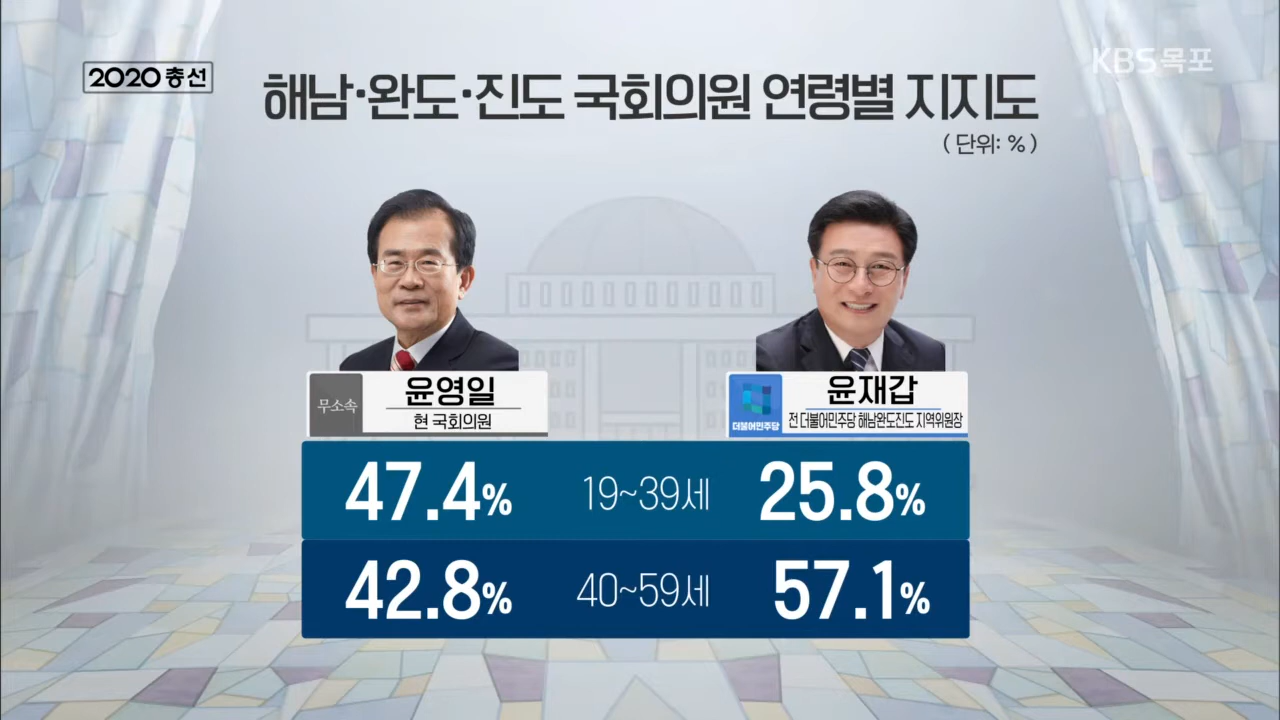 2020 총선
해남·완도·진도 국회의원 연령별 지지도
KBS목포
( 단위: % )
무소속
윤영일
현 국회의원
더불어민주당
윤재갑
전 더불어민주당 해남완도진도 지역위원장
47.4% 19~39세 25.8%
42.8% 40~59세 57.1%